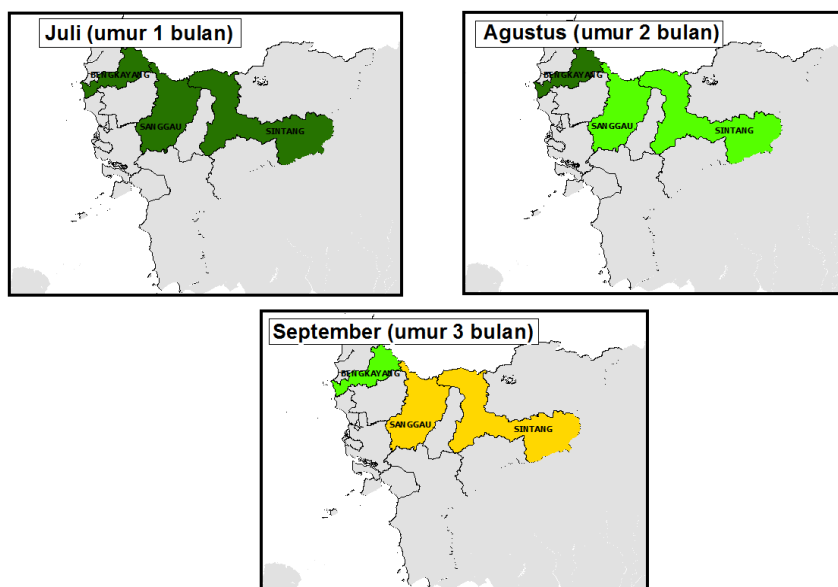 Juli (umur 1 bulan)
BENGKAYANG
SANGGAU
SINTANG
Agustus (umur 2 bulan)
BENGKAYANG
SANGGAU
SINTANG
September (umur 3 bulan)
BENGKAYANG
SANGGAU
SINTANG